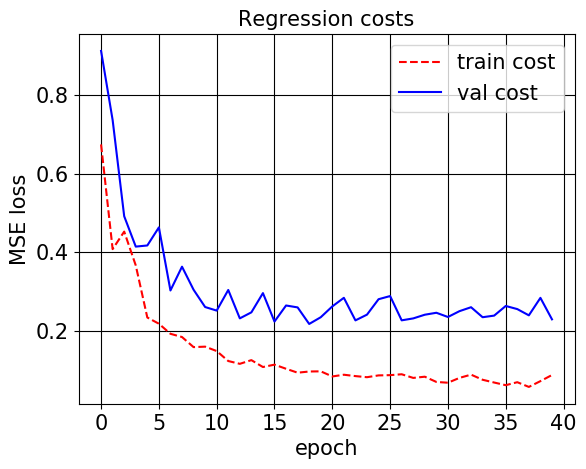 Regression costs
train cost
val cost
MSE loss
0.8
0.6
0.4
0.2
0 5 10 15 20 25 30 35 40
epoch